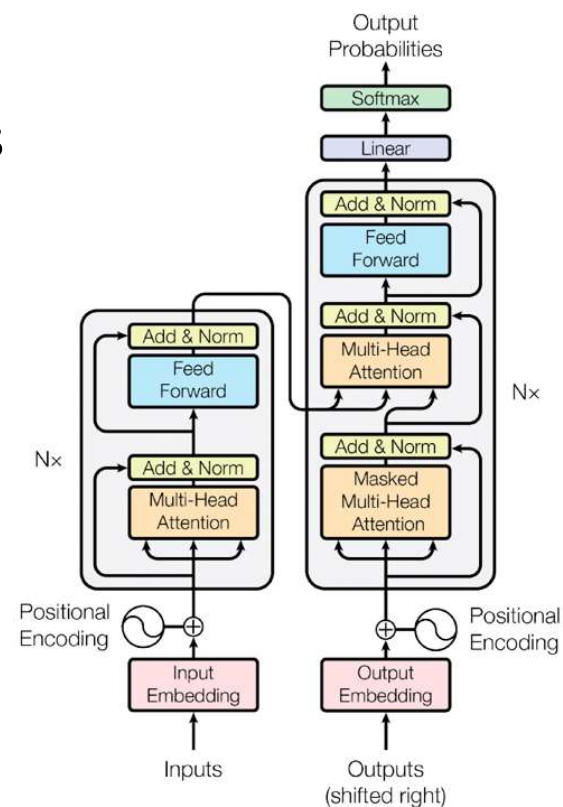 Output
Probabilities
Softmax
Linear
Add & Norm
Feed
Forward
Add & Norm
Multi-Head
Attention
Nx
Add & Norm
Masked
Multi-Head
Attention
Add & Norm
Feed
Forward
Nx
Add & Norm
Multi-Head
Attention
Positional
Encoding
Positional
Encoding
Input
Embedding
Output
Embedding
Inputs
Outputs
(shifted right)